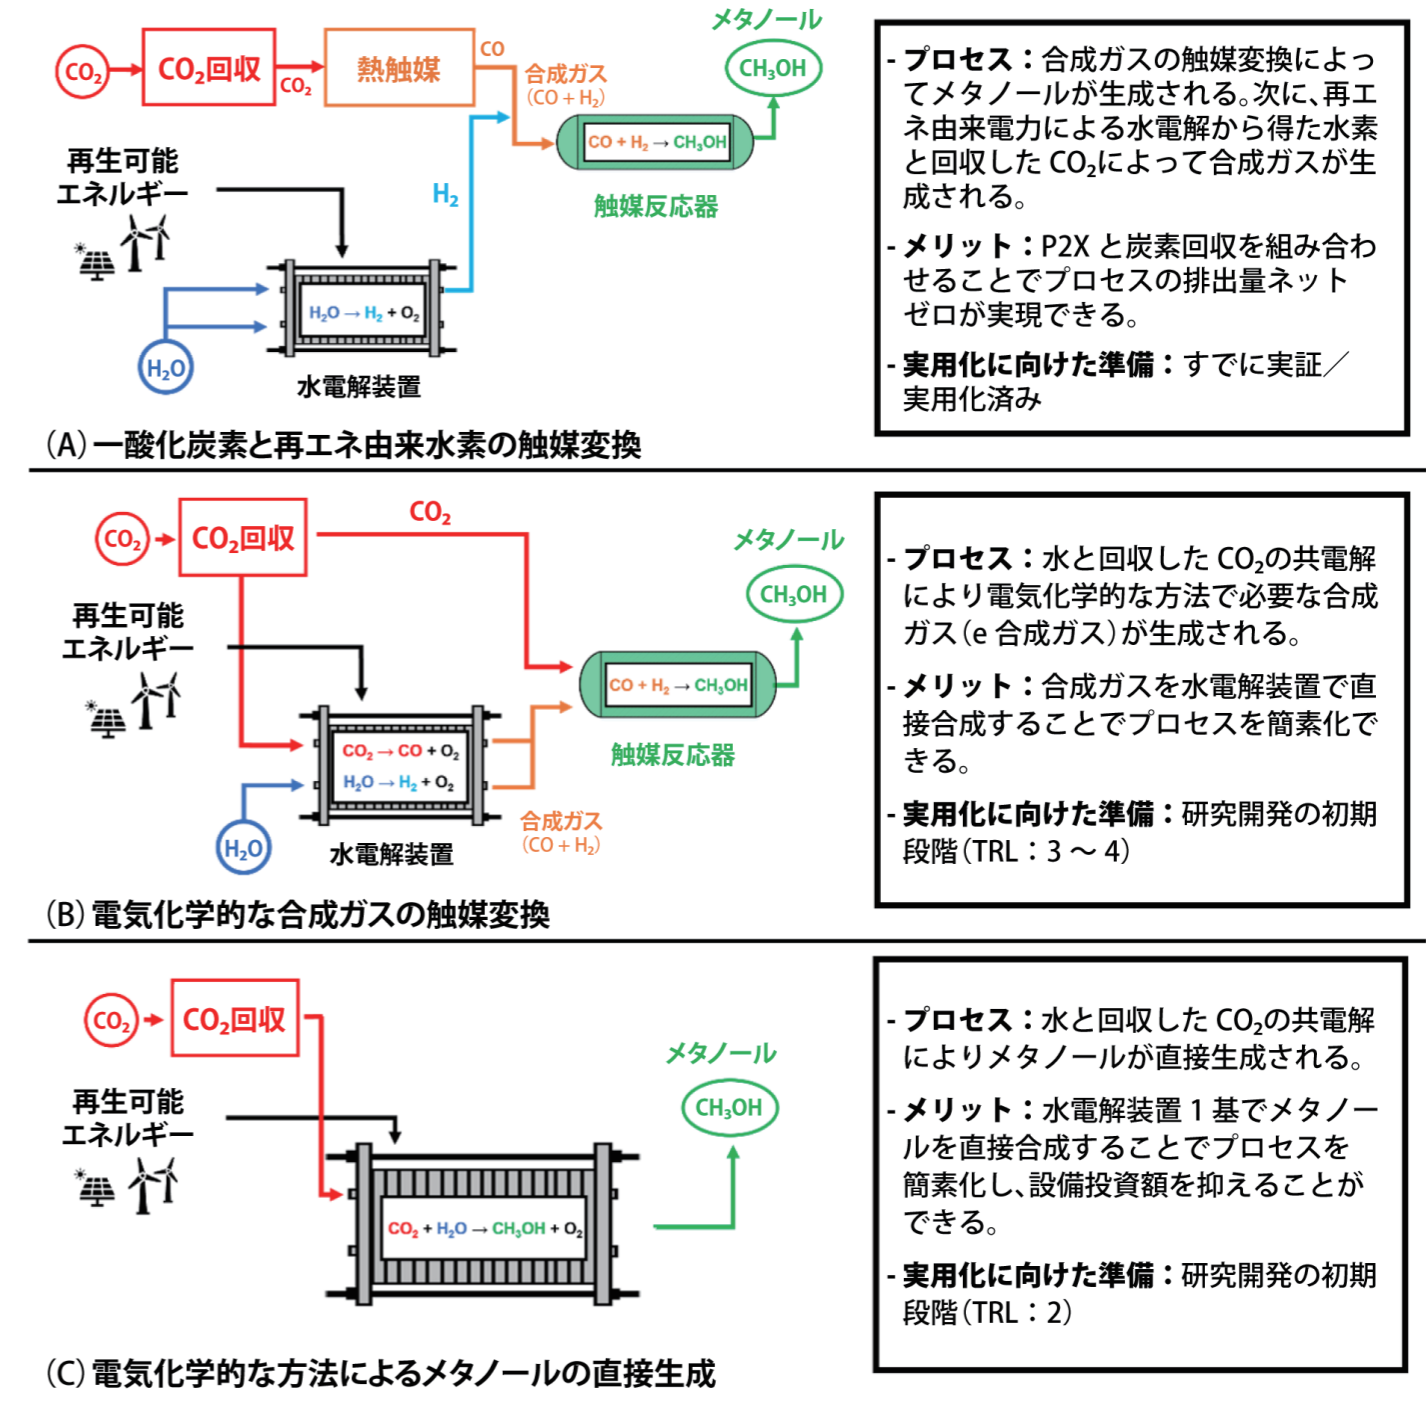 メタノール
CO₂
CO₂回収
CO₂
熱触媒
CO
合成ガス
(CO + H₂)
CH₃OH
CO + H₂ → CH₃OH
触媒反応器
再生可能
エネルギー
H₂
H₂O → H₂ + O₂
H₂O
水電解装置
(A) 一酸化炭素と再エネ由来水素の触媒変換
- プロセス：合成ガスの触媒変換によっ
てメタノールが生成される。次に、再エ
ネ由来電力による水電解から得た水素
と回収した CO₂によって合成ガスが生
成される。
- メリット：P2X と炭素回収を組み合わ
せることでプロセスの排出量ネット
ゼロが実現できる。
- 実用化に向けた準備：すでに実証／
実用化済み
CO₂
CO₂回収
CO₂
メタノール
CH₃OH
再生可能
エネルギー
CO + H₂ → CH₃OH
触媒反応器
CO₂ → CO + O₂
H₂O → H₂ + O₂
合成ガス
(CO + H₂)
H₂O
水電解装置
(B) 電気化学的な合成ガスの触媒変換
- プロセス：水と回収した CO₂の共電解
により電気化学的な方法で必要な合成
ガス（e 合成ガス）が生成される。
- メリット：合成ガスを水電解装置で直
接合成することでプロセスを簡素化で
きる。
- 実用化に向けた準備：研究開発の初期
段階（TRL：3 ～ 4）
CO₂
CO₂回収
メタノール
CH₃OH
再生可能
エネルギー
CO₂ + H₂O → CH₃OH + O₂
(C) 電気化学的な方法によるメタノールの直接生成
- プロセス：水と回収した CO₂の共電解
によりメタノールが直接生成される。
- メリット：水電解装置 1 基でメタノー
ルを直接合成することでプロセスを
簡素化し、設備投資額を抑えることが
できる。
- 実用化に向けた準備：研究開発の初期
段階（TRL：2）